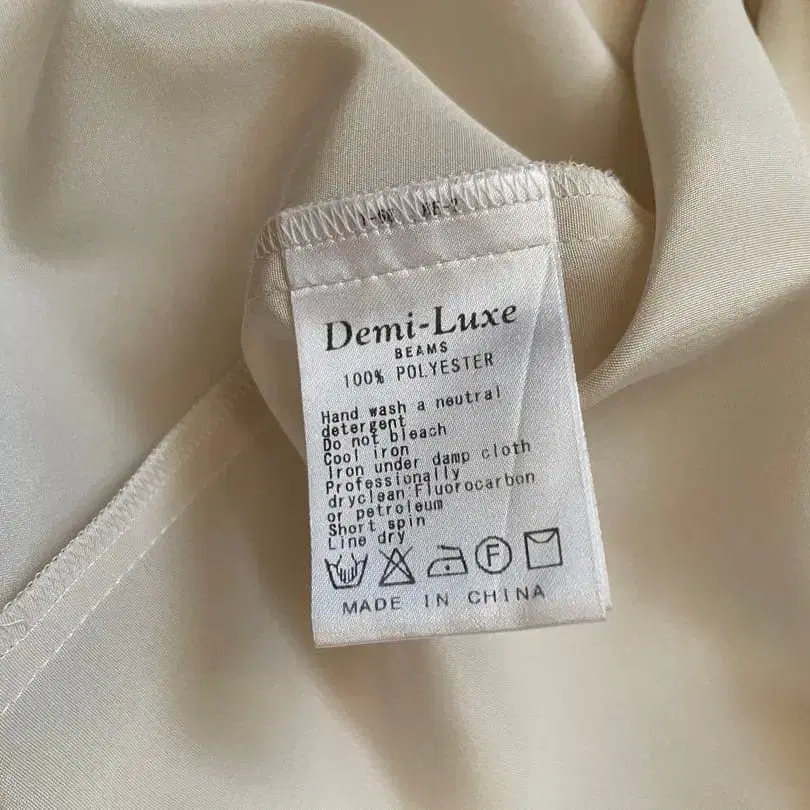 Demi-Luxe
BEAMS
100% POLYESTER
Hand wash a neutral
detergent
Do not bleach
Cool iron
Iron under damp cloth
Professionally
dryclean:Fluorocarbon
or petroleum
Short spin
Line dry
F
MADE IN CHINA